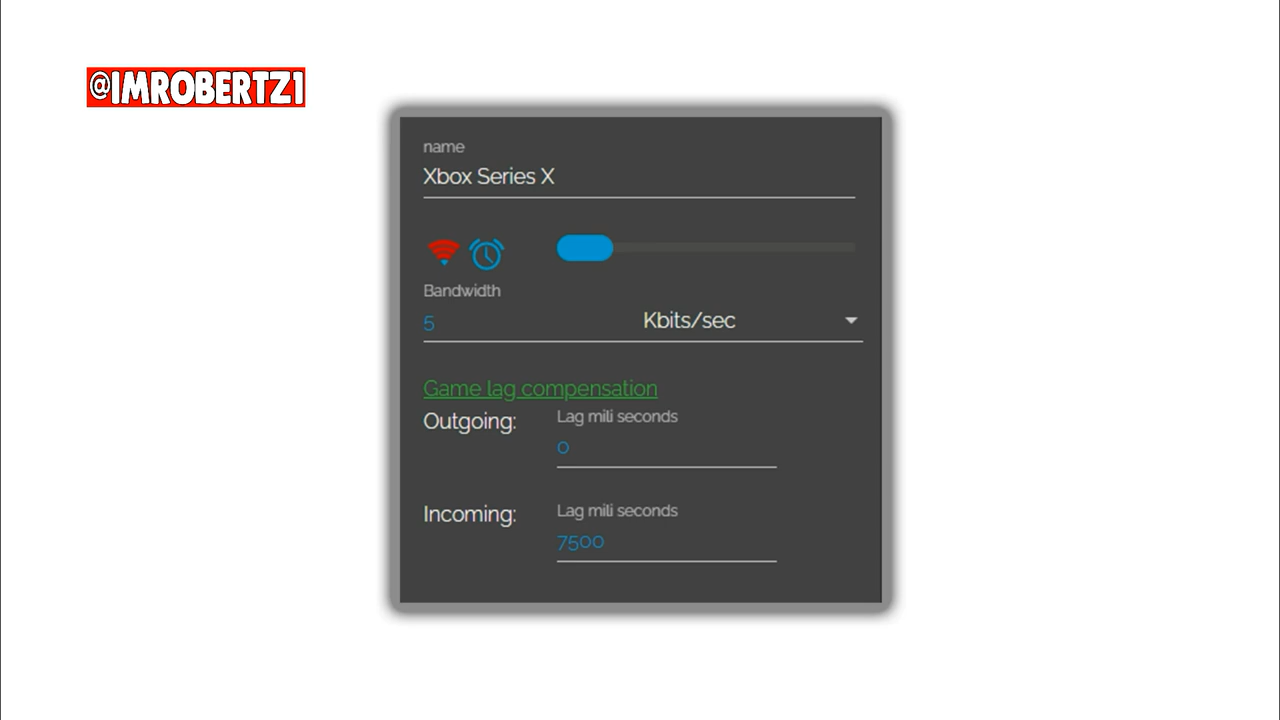 @IMROBERTZ1
name
Xbox Series X
Bandwidth
5 Kbits/sec
Game lag compensation
Outgoing: Lag mili seconds
0
Incoming: Lag mili seconds
7500